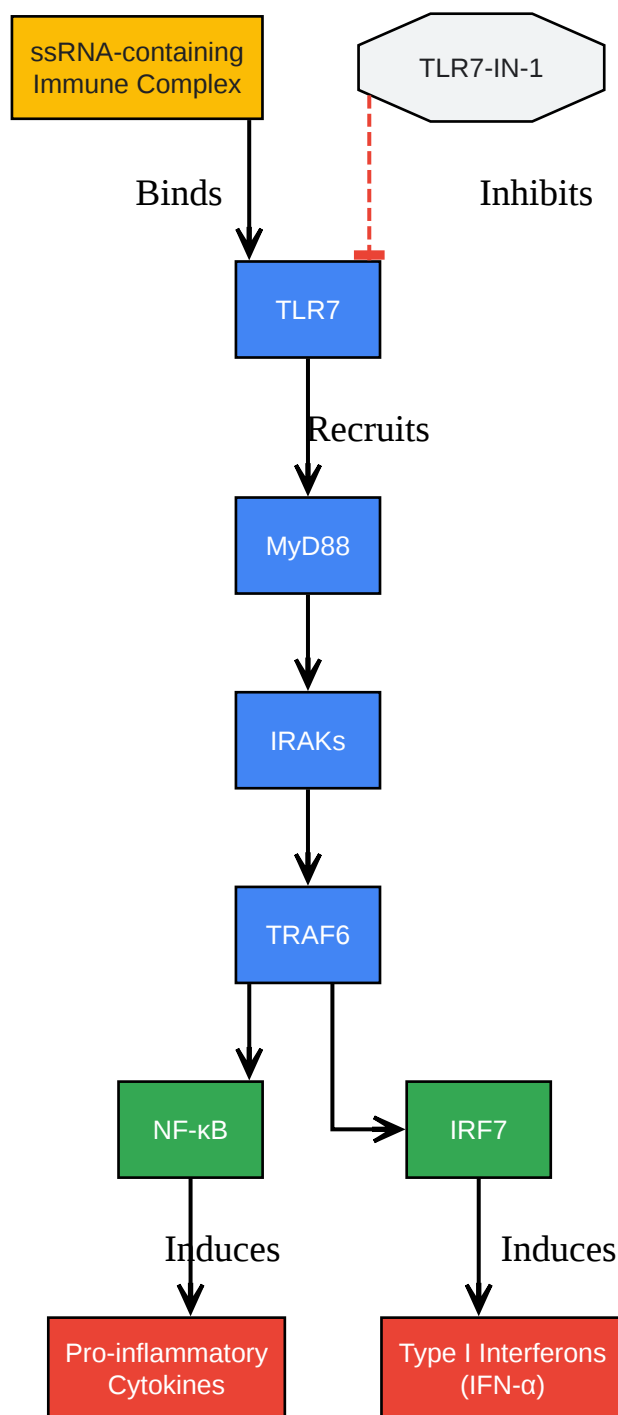 ssRNA-containing
Immune Complex
TLR7-IN-1
Binds
Inhibits
TLR7
Recruits
MyD88
IRAKs
TRAF6
NF-κB
IRF7
Induces
Induces
Pro-inflammatory
Cytokines
Type I Interferons
(IFN-α)